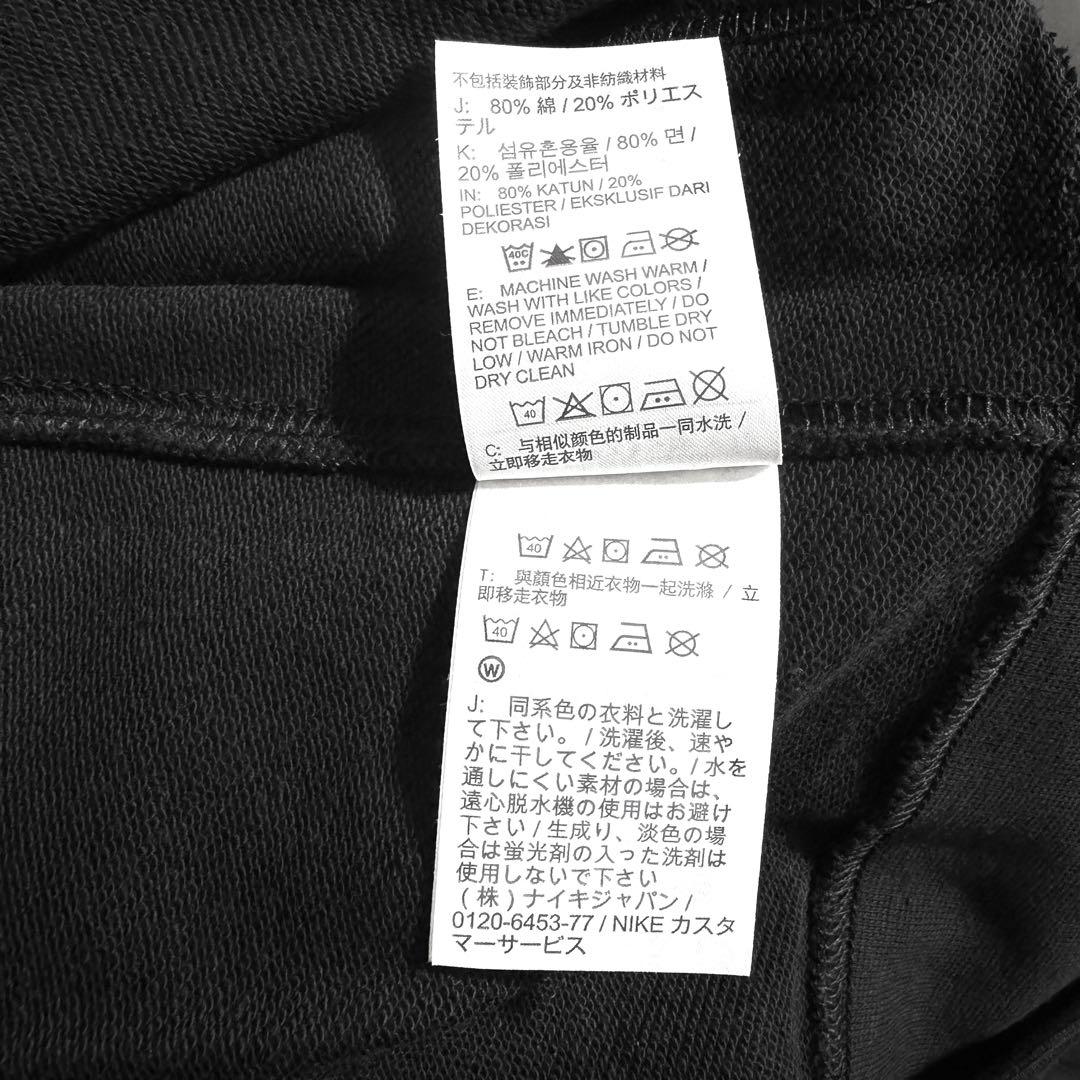 不包括裝飾部分及非紡織材料
J: 80% 綿 / 20% ポリエス
テル
K: 섬유혼용율 / 80% 면 /
20% 폴리에스터
IN: 80% KATUN / 20%
POLIESTER / EKSKLUSIF DARI
DEKORASI
40C
E: MACHINE WASH WARM /
WASH WITH LIKE COLORS /
REMOVE IMMEDIATELY / DO
NOT BLEACH / TUMBLE DRY
LOW / WARM IRON / DO NOT
DRY CLEAN
40
C: 与相似颜色的制品一同水洗 /
立即移走衣物
40
T: 與顏色相近衣物一起洗滌 / 立
即移走衣物
40
W
J: 同系色の衣料と洗濯し
て下さい。/ 洗濯後、速や
かに干してください。/ 水を
通しにくい素材の場合は、
遠心脱水機の使用はお避け
下さい / 生成り、淡色の場
合は蛍光剤の入った洗剤は
使用しないで下さい
(株) ナイキジャパン /
0120-6453-77 / NIKE カスタ
マーサービス